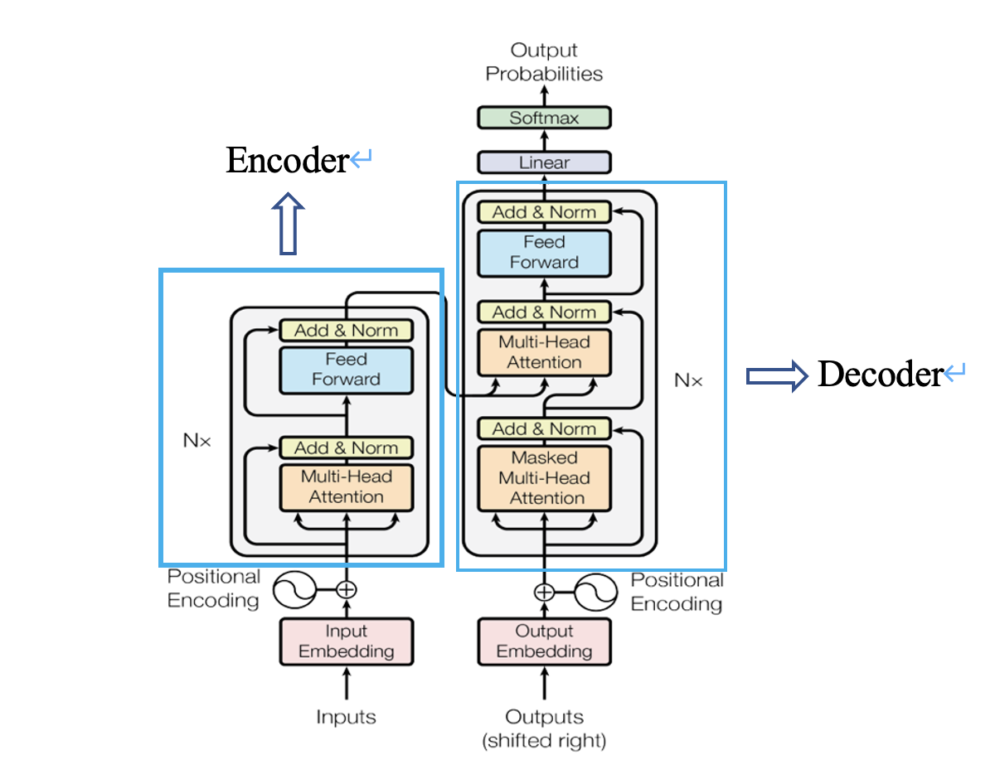 Output
Probabilities
Softmax
Linear
Encoder↵
Add & Norm
Feed
Forward
Add & Norm
Multi-Head
Attention
Nx
Add & Norm
Masked
Multi-Head
Attention
Decoder↵
Add & Norm
Feed
Forward
Nx
Add & Norm
Multi-Head
Attention
Positional
Encoding
Positional
Encoding
Input
Embedding
Output
Embedding
Inputs
Outputs
(shifted right)